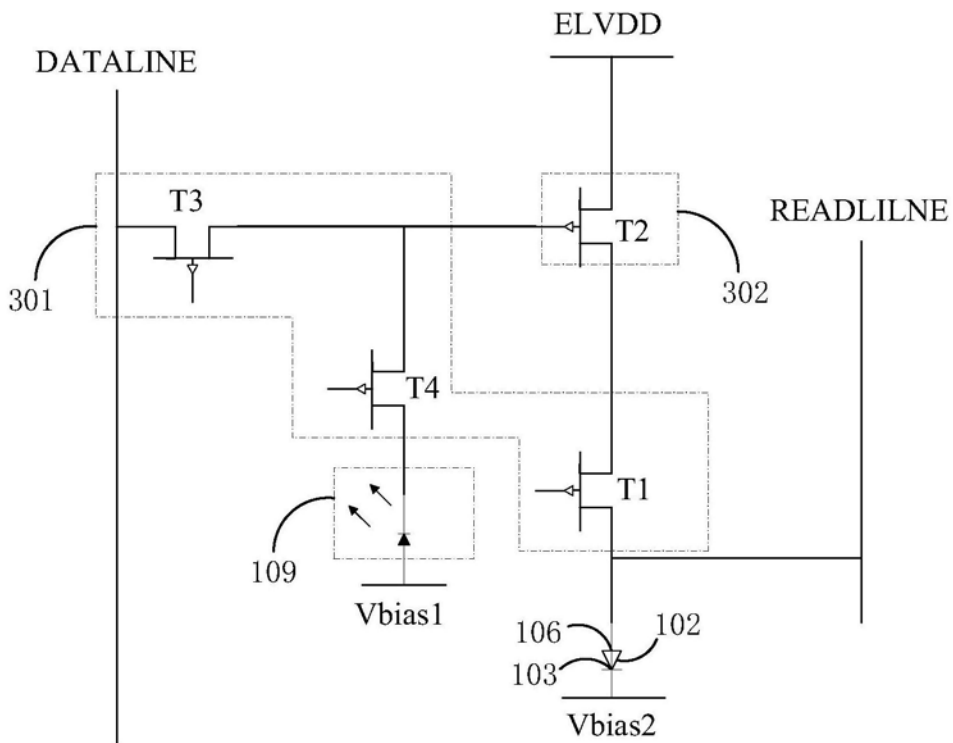 ELVDD
DATALINE
T3
T2
READLILNE
301
302
T4
T1
109
Vbias1
106
102
103
Vbias2